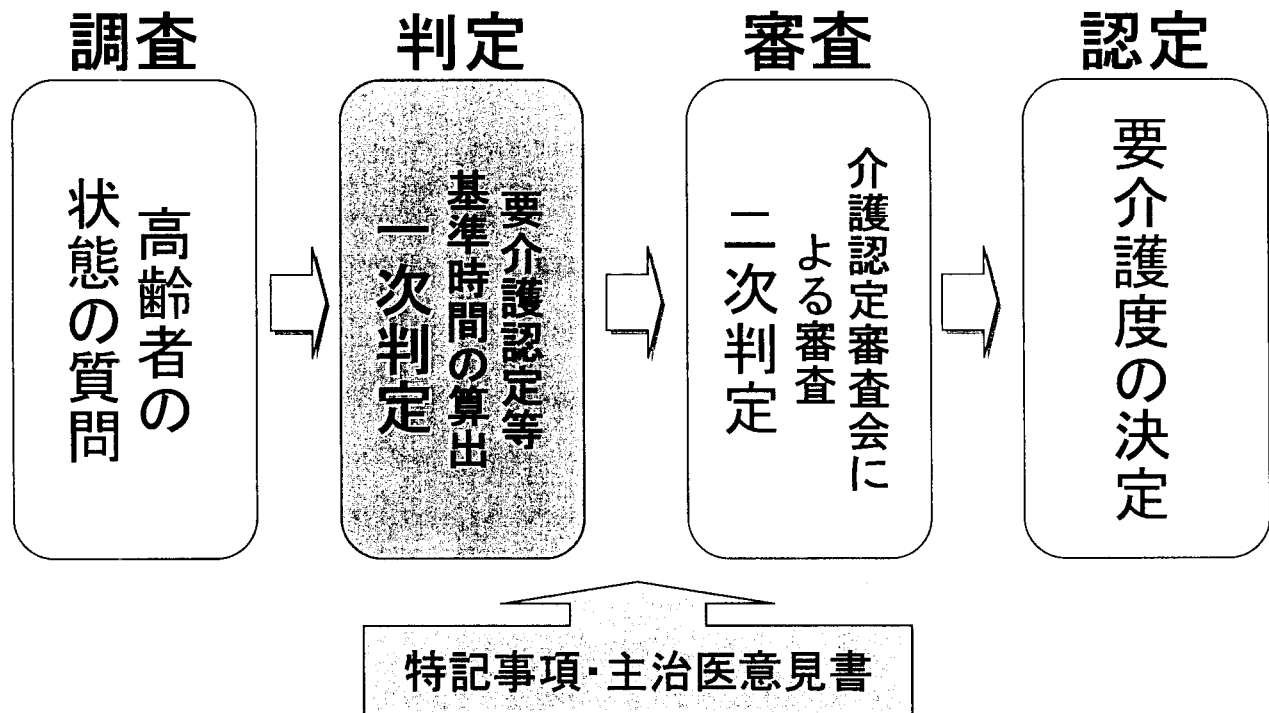 調査
高齢者の
状態の質問
判定
要介護認定等
基準時間の算出
一次判定
審査
介護認定審査会に
よる審査
二次判定
認定
要介護度の決定
特記事項・主治医意見書